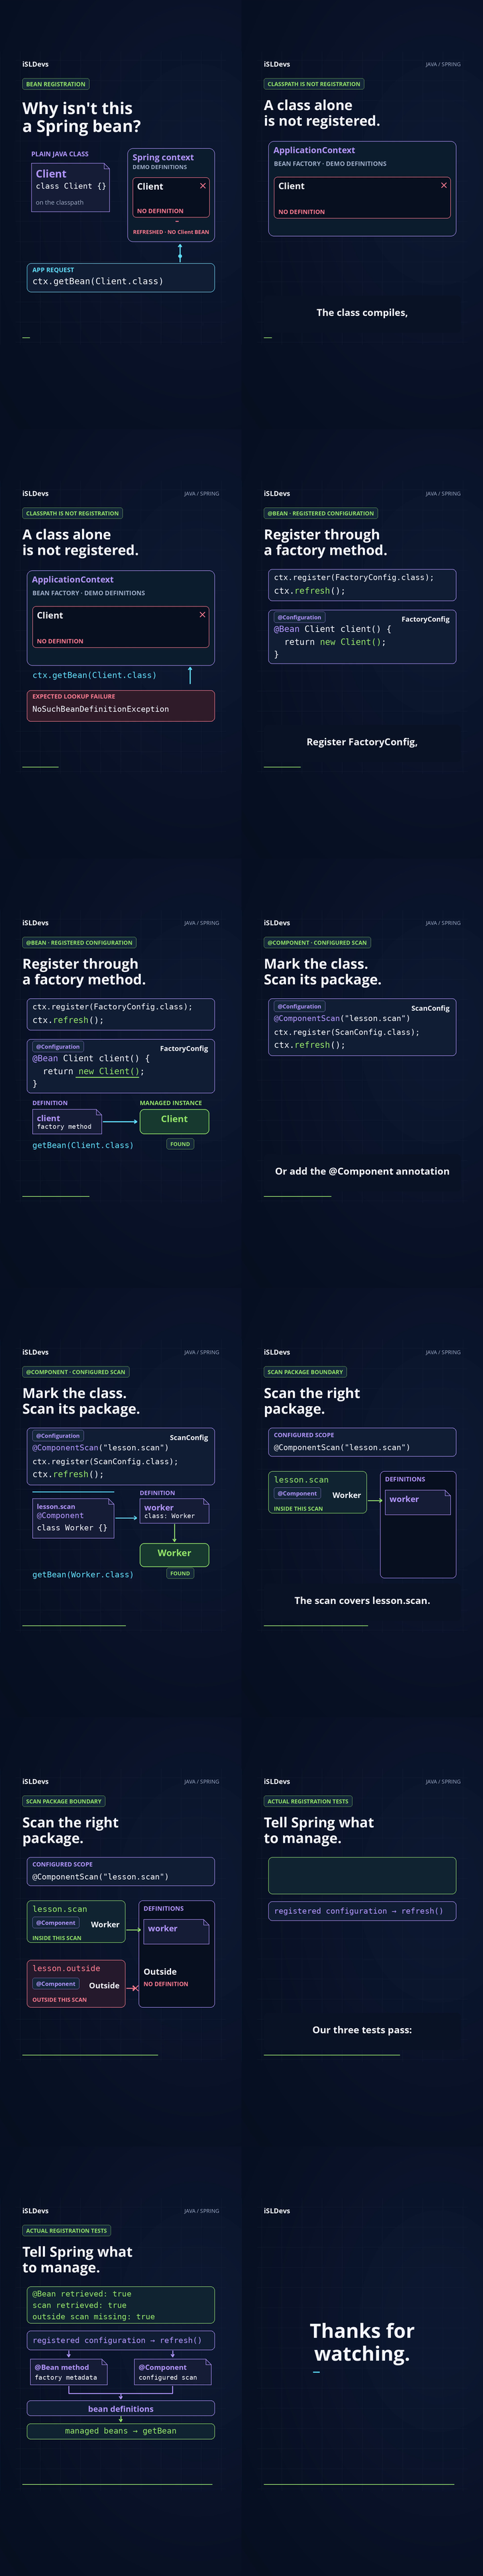 iSLDevs
BEAN REGISTRATION
Why isn't this
a Spring bean?
PLAIN JAVA CLASS
Client
class Client {}
on the classpath
Spring context
DEMO DEFINITIONS
Client
NO DEFINITION
REFRESHED · NO Client BEAN
APP REQUEST
ctx.getBean(Client.class)
iSLDevs
JAVA / SPRING
CLASSPATH IS NOT REGISTRATION
A class alone
is not registered.
ApplicationContext
BEAN FACTORY · DEMO DEFINITIONS
Client
NO DEFINITION
The class compiles,
iSLDevs
JAVA / SPRING
CLASSPATH IS NOT REGISTRATION
A class alone
is not registered.
ApplicationContext
BEAN FACTORY · DEMO DEFINITIONS
Client
NO DEFINITION
ctx.getBean(Client.class)
EXPECTED LOOKUP FAILURE
NoSuchBeanDefinitionException
iSLDevs
JAVA / SPRING
@BEAN · REGISTERED CONFIGURATION
Register through
a factory method.
ctx.register(FactoryConfig.class);
ctx.refresh();
@Configuration
FactoryConfig
@Bean Client client() {
return new Client();
}
Register FactoryConfig,
iSLDevs
JAVA / SPRING
@BEAN · REGISTERED CONFIGURATION
Register through
a factory method.
ctx.register(FactoryConfig.class);
ctx.refresh();
@Configuration
FactoryConfig
@Bean Client client() {
return new Client();
}
DEFINITION
client
factory method
MANAGED INSTANCE
Client
getBean(Client.class)
FOUND
iSLDevs
JAVA / SPRING
@COMPONENT · CONFIGURED SCAN
Mark the class.
Scan its package.
@Configuration
ScanConfig
@ComponentScan("lesson.scan")
ctx.register(ScanConfig.class);
ctx.refresh();
Or add the @Component annotation
iSLDevs
JAVA / SPRING
@COMPONENT · CONFIGURED SCAN
Mark the class.
Scan its package.
@Configuration
ScanConfig
@ComponentScan("lesson.scan")
ctx.register(ScanConfig.class);
ctx.refresh();
lesson.scan
@Component
class Worker {}
DEFINITION
worker
class: Worker
Worker
getBean(Worker.class)
FOUND
iSLDevs
JAVA / SPRING
SCAN PACKAGE BOUNDARY
Scan the right
package.
CONFIGURED SCOPE
@ComponentScan("lesson.scan")
lesson.scan
@Component
Worker
INSIDE THIS SCAN
DEFINITIONS
worker
The scan covers lesson.scan.
iSLDevs
JAVA / SPRING
SCAN PACKAGE BOUNDARY
Scan the right
package.
CONFIGURED SCOPE
@ComponentScan("lesson.scan")
lesson.scan
@Component
Worker
INSIDE THIS SCAN
lesson.outside
@Component
Outside
OUTSIDE THIS SCAN
DEFINITIONS
worker
Outside
NO DEFINITION
iSLDevs
JAVA / SPRING
ACTUAL REGISTRATION TESTS
Tell Spring what
to manage.
registered configuration → refresh()
Our three tests pass:
iSLDevs
JAVA / SPRING
ACTUAL REGISTRATION TESTS
Tell Spring what
to manage.
@Bean retrieved: true
scan retrieved: true
outside scan missing: true
registered configuration → refresh()
@Bean method
factory metadata
@Component
configured scan
bean definitions
managed beans → getBean
iSLDevs
Thanks for
watching.